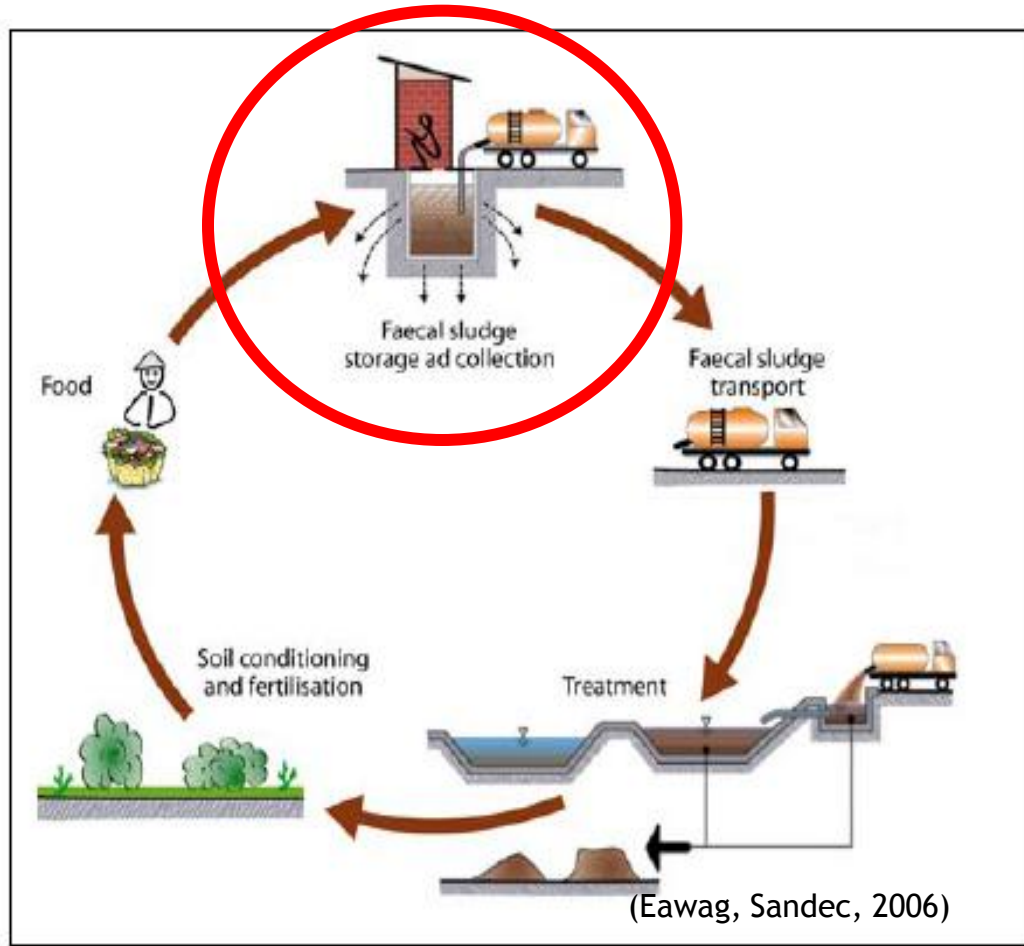 Faecal sludge
storage ad collection
Faecal sludge
transport
Food
Soil conditioning
and fertilisation
Treatment
(Eawag, Sandec, 2006)